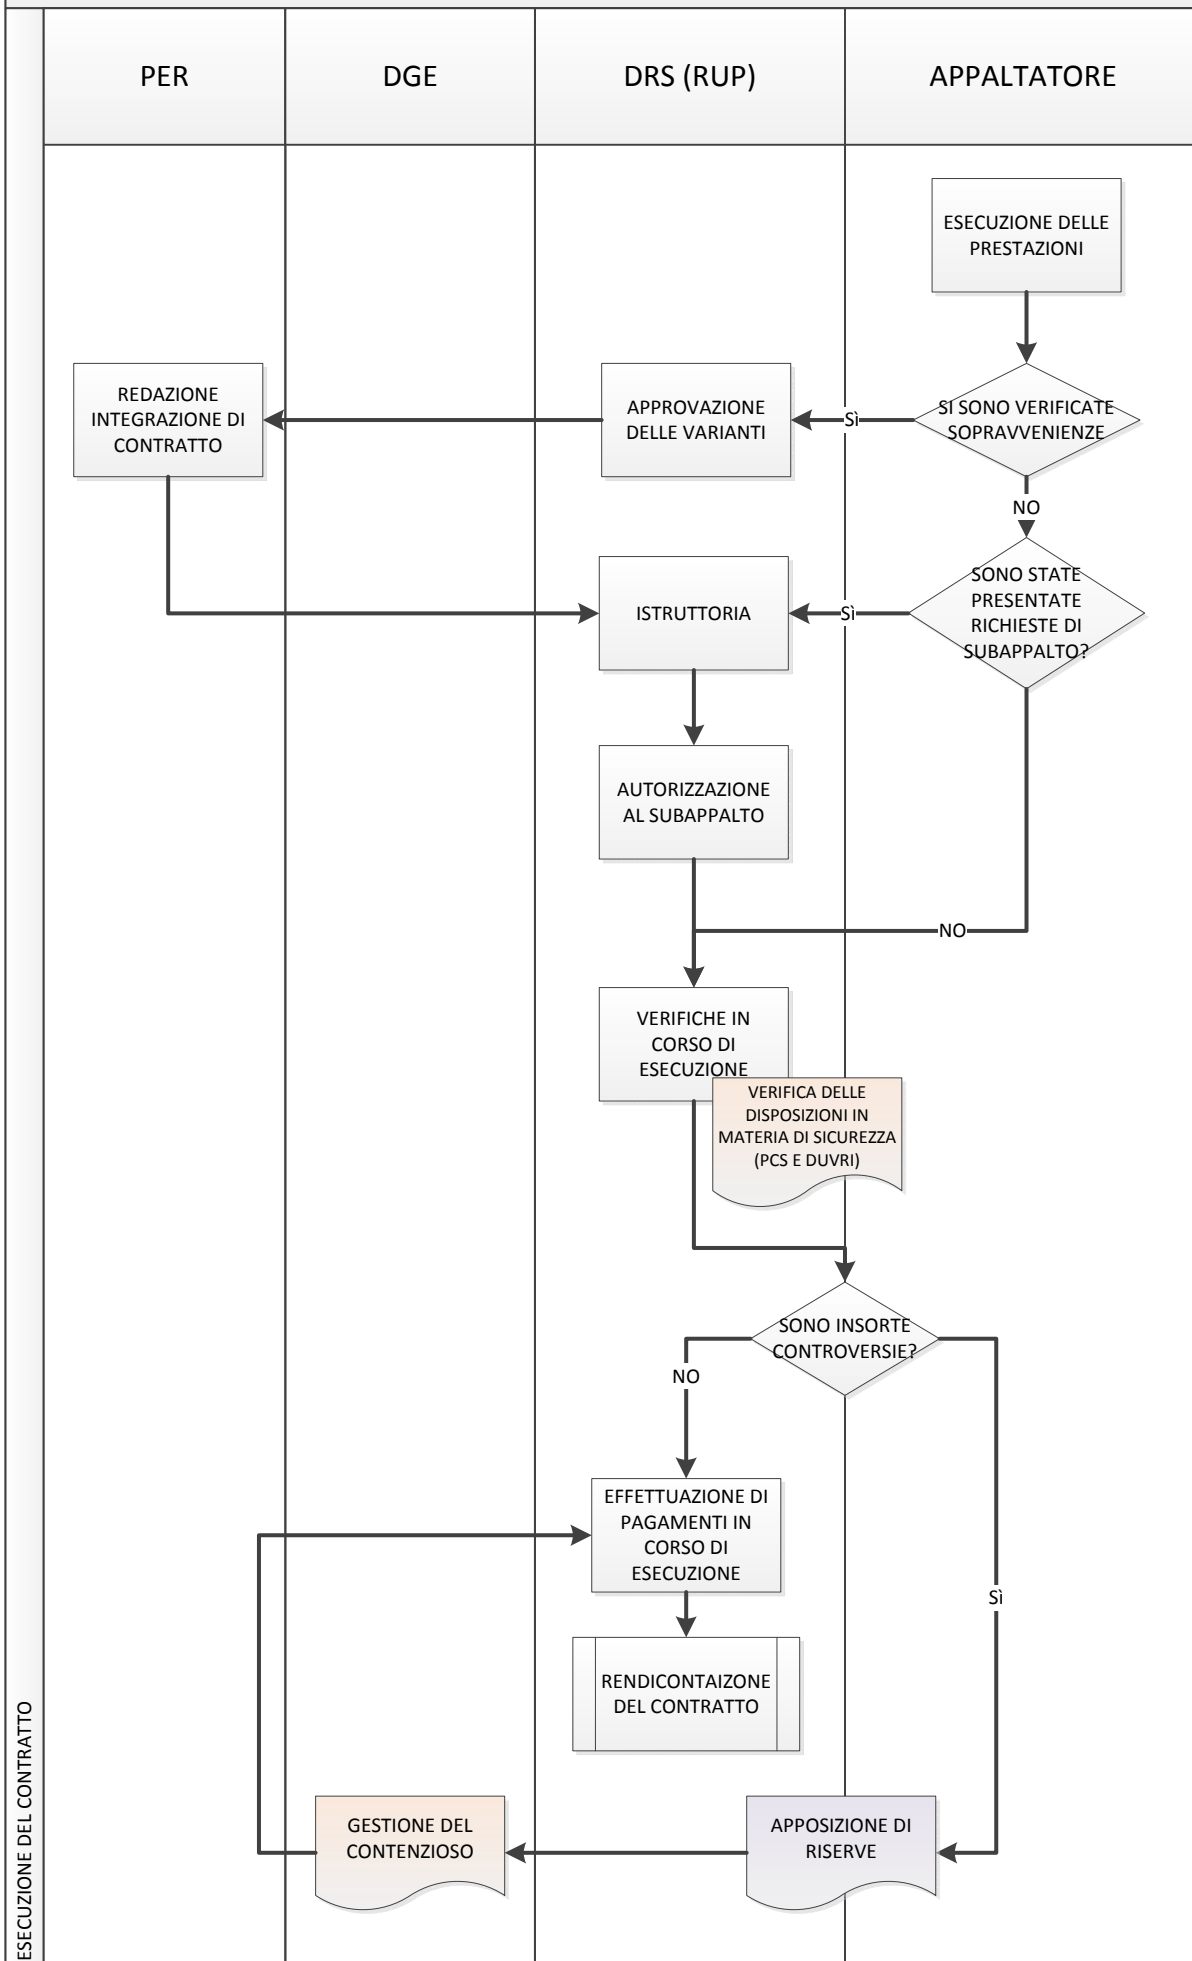 PER
DGE
DRS (RUP)
APPALTATORE
ESECUZIONE DELLE
PRESTAZIONI
REDAZIONE
INTEGRAZIONE DI
CONTRATTO
APPROVAZIONE
DELLE VARIANTI
Sì
SI SONO VERIFICATE
SOPRAVVENIENZE
NO
ISTRUTTORIA
Sì
SONO STATE
PRESENTATE
RICHIESTE DI
SUBAPPALTO?
AUTORIZZAZIONE
AL SUBAPPALTO
NO
VERIFICHE IN
CORSO DI
ESECUZIONE
VERIFICA DELLE
DISPOSIZIONI IN
MATERIA DI SICUREZZA
(PCS E DUVRI)
SONO INSORTE
CONTROVERSIE?
NO
EFFETTUAZIONE DI
PAGAMENTI IN
CORSO DI
ESECUZIONE
Sì
RENDICONTAIZONE
DEL CONTRATTO
GESTIONE DEL
CONTENZIOSO
APPOSIZIONE DI
RISERVE
ESECUZIONE DEL CONTRATTO